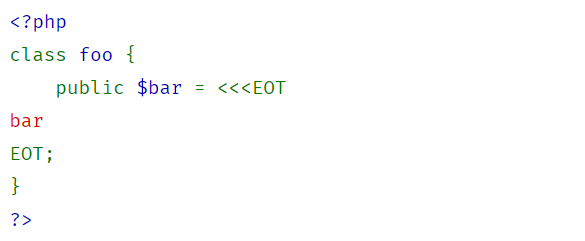 <?php
class foo {
    public $bar = <<<EOT
bar
EOT;
}
?>